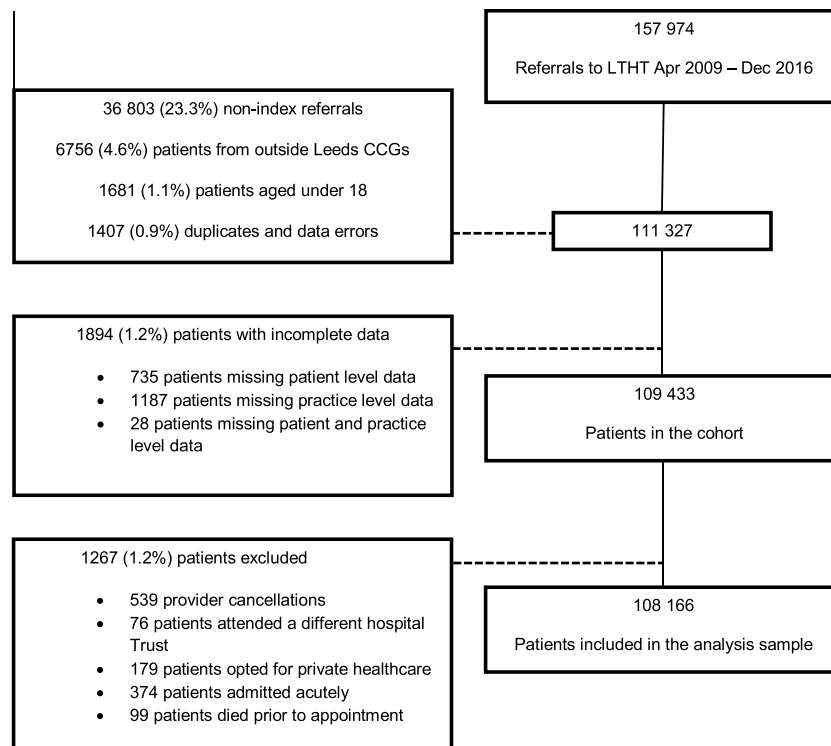 157 974
Referrals to LTHT Apr 2009 – Dec 2016
36 803 (23.3%) non-index referrals
6756 (4.6%) patients from outside Leeds CCGs
1681 (1.1%) patients aged under 18
1407 (0.9%) duplicates and data errors
111 327
1894 (1.2%) patients with incomplete data
• 735 patients missing patient level data
• 1187 patients missing practice level data
• 28 patients missing patient and practice
level data
109 433
Patients in the cohort
1267 (1.2%) patients excluded
• 539 provider cancellations
• 76 patients attended a different hospital
Trust
• 179 patients opted for private healthcare
• 374 patients admitted acutely
• 99 patients died prior to appointment
108 166
Patients included in the analysis sample